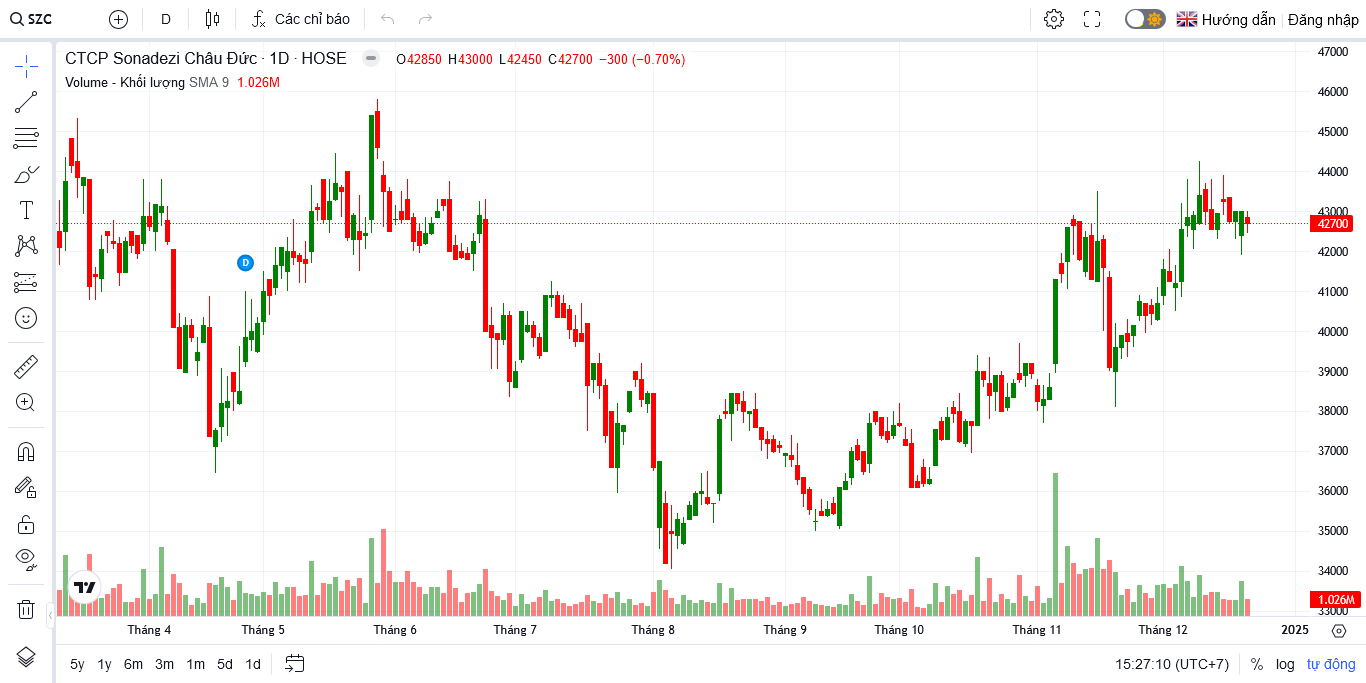 SZC D Các chỉ báo Hướng dẫn Đăng nhập
CTCP Sonadezi Châu Đức · 1D · HOSE O42850 H43000 L42450 C42700 −300 (−0.70%)
Volume - Khối lượng SMA 9 1.026M
47000
46000
45000
44000
43000
42700
42000
41000
40000
39000
38000
37000
36000
35000
34000
1.026M
33000
D
Tháng 4 Tháng 5 Tháng 6 Tháng 7 Tháng 8 Tháng 9 Tháng 10 Tháng 11 Tháng 12 2025
5y 1y 6m 3m 1m 5d 1d 15:27:10 (UTC+7) % log tự động